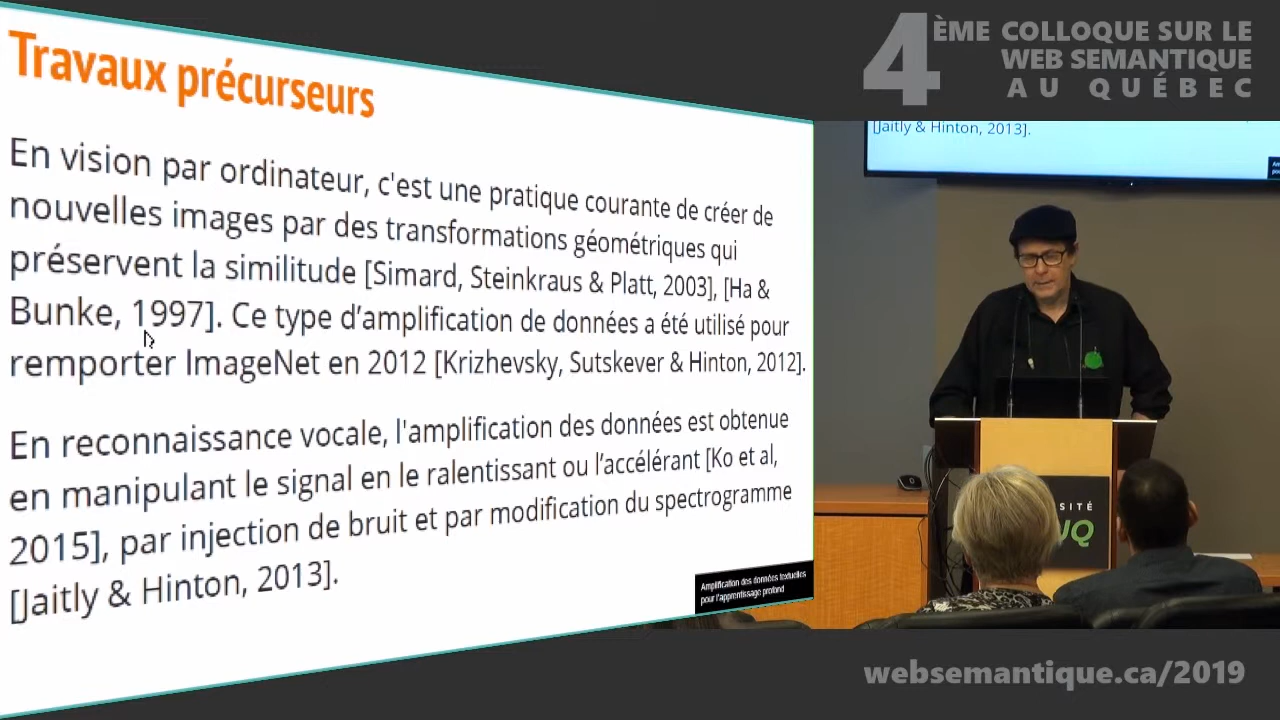 Travaux précurseurs
En vision par ordinateur, c'est une pratique courante de créer de
nouvelles images par des transformations géométriques qui
préservent la similitude [Simard, Steinkraus & Platt, 2003], [Ha &
Bunke, 1997]. Ce type d’amplification de données a été utilisé pour
remporter ImageNet en 2012 [Krizhevsky, Sutskever & Hinton, 2012].
En reconnaissance vocale, l'amplification des données est obtenue
en manipulant le signal en le ralentissant ou l’accélérant [Ko et al,
2015], par injection de bruit et par modification du spectrogramme
[Jaitly & Hinton, 2013].
Amplification des données textuelles
pour l'apprentissage profond
4ÈME COLLOQUE SUR LE
WEB SEMANTIQUE
AU QUÉBEC
[Jaitly & Hinton, 2013].
SITÉ
UQ
websemantique.ca/2019